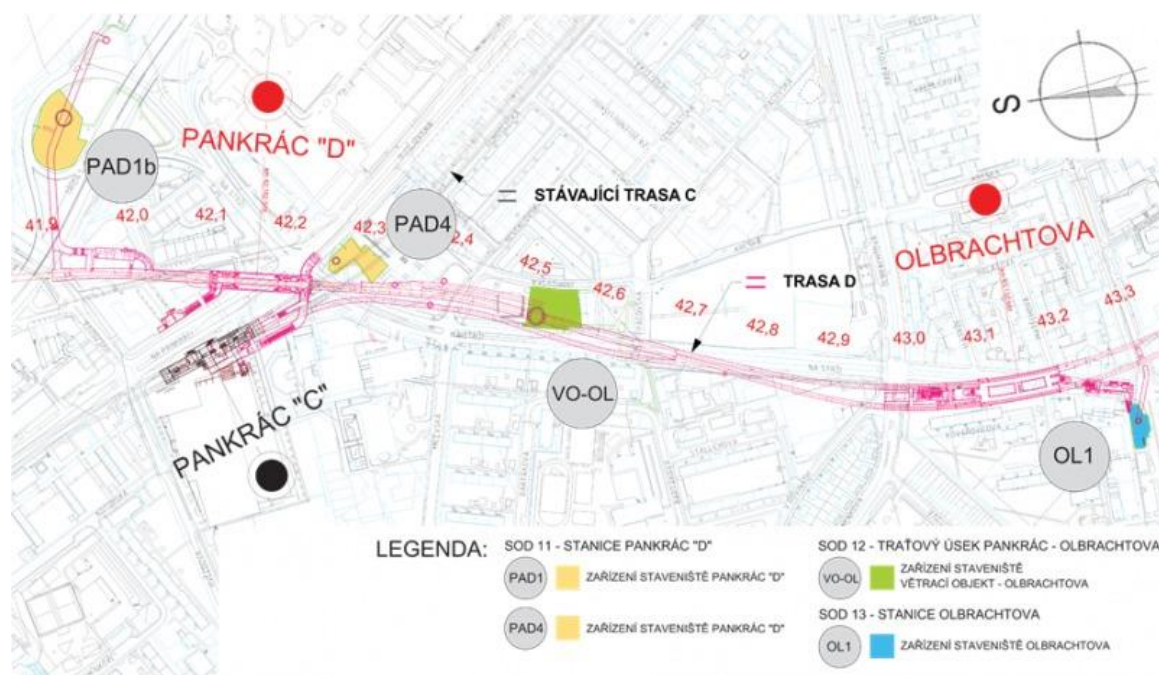 S
PANKRÁC "D"
PAD1b
STÁVAJÍCÍ TRASA C
PAD4
OLBRACHTOVA
41,9
42,0
42,1
42,2
42,3
42,5
42,6
42,7
42,8
42,9
43,0
43,1
43,2
43,3
TRASA D
NA STRŽI
PANKRÁC "C"
VO-OL
OL1
LEGENDA:
SOD 11 - STANICE PANKRÁC "D"
PAD1
ZAŘÍZENÍ STAVENIŠTĚ PANKRÁC "D"
PAD4
ZAŘÍZENÍ STAVENIŠTĚ PANKRÁC "D"
SOD 12 - TRAŤOVÝ ÚSEK PANKRÁC - OLBRACHTOVA
VO-OL
ZAŘÍZENÍ STAVENIŠTĚ
VĚTRACÍ OBJEKT - OLBRACHTOVA
SOD 13 - STANICE OLBRACHTOVA
OL1
ZAŘÍZENÍ STAVENIŠTĚ OLBRACHTOVA